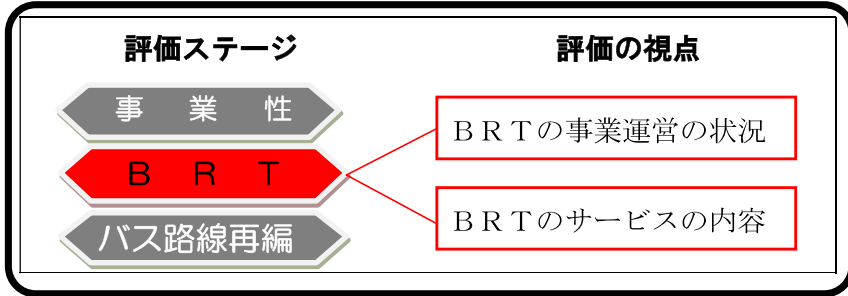 評価ステージ
評価の視点
事業性
BRT
バス路線再編
BRTの事業運営の状況
BRTのサービスの内容